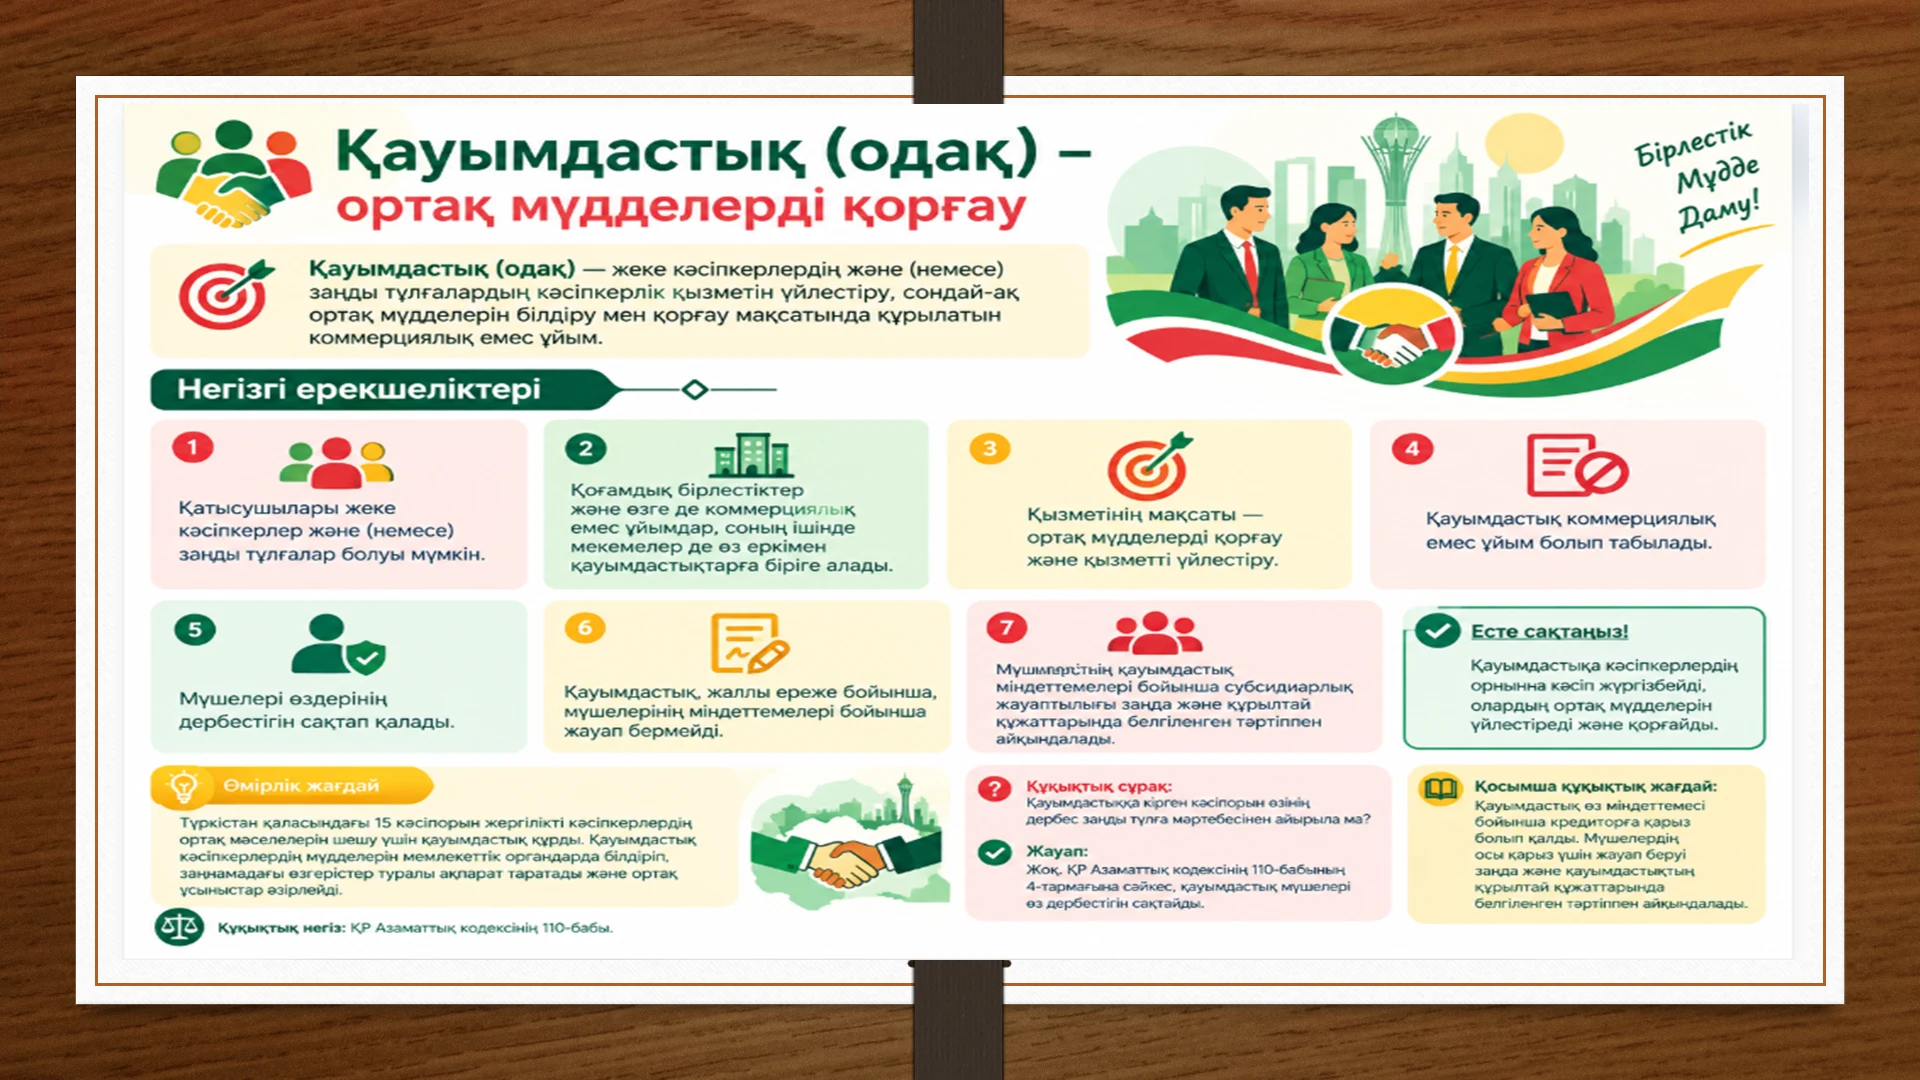 Қауымдастық (одақ) –
ортақ мүдделерді қорғау
Бірлестік
Мүдде
Даму!
Қауымдастық (одақ) — жеке кәсіпкерлердің және (немесе)
заңды тұлғалардың кәсіпкерлік қызметін үйлестіру, сондай-ақ
ортақ мүдделерін білдіру мен қорғау мақсатында құрылатын
коммерциялық емес ұйым.
Негізгі ерекшеліктері
1
Қатысушылары жеке
кәсіпкерлер және (немесе)
заңды тұлғалар болуы мүмкін.
2
Қоғамдық бірлестіктер
және өзге де коммерциялық
емес ұйымдар, соның ішінде
мекемелер де өз еркімен
қауымдастықтарға біріге алады.
3
Қызметінің мақсаты —
ортақ мүдделерді қорғау
және қызметті үйлестіру.
4
Қауымдастық коммерциялық
емес ұйым болып табылады.
5
Мүшелері өздерінің
дербестігін сақтап қалады.
6
Қауымдастық, жаллы ереже бойынша,
мүшелерінің міндеттемелері бойынша
жауап бермейді.
7
қауымдастық
міндеттемелері бойынша субсидиарлық
жауаптылығы заңда және құрылтай
құжаттарында белгіленген тәртіппен
айқындалады.
Есте сақтаңыз!
Қауымдастықа кәсіпкерлердің
орнынна кәсіп жүргізбейді,
олардың ортақ мүдделерін
үйлестіреді және қорғайды.
Өмірлік жағдай
Түркістан қаласындағы 15 кәсіпорын жергілікті кәсіпкерлердің
ортақ мәселелерін шешу үшін қауымдастық құрды. Қауымдастық
кәсіпкерлердің мүдделерін мемлекеттік органдарда білдіріп,
заңнамадағы өзгерістер туралы ақпарат таратады және ортақ
ұсыныстар әзірлейді.
Құқықтық негіз: ҚР Азаматтық кодексінің 110-бабы.
? Құқықтық сұрақ:
Қауымдастыққа кірген кәсіпорын өзінің
дербес заңды тұлға мәртебесінен айырыла ма?
Жауап:
Жоқ. ҚР Азаматтық кодексінің 110-бабының
4-тармағына сәйкес, қауымдастық мүшелері
өз дербестігін сақтайды.
Қосымша құқықтық жағдай:
Қауымдастық өз міндеттемесі
бойынша кредиторға қарыз
болып қалды. Мүшелердің
осы қарыз үшін жауап беруі
заңда және қауымдастықтың
құрылтай құжаттарында
белгіленген тәртіппен айқындалады.